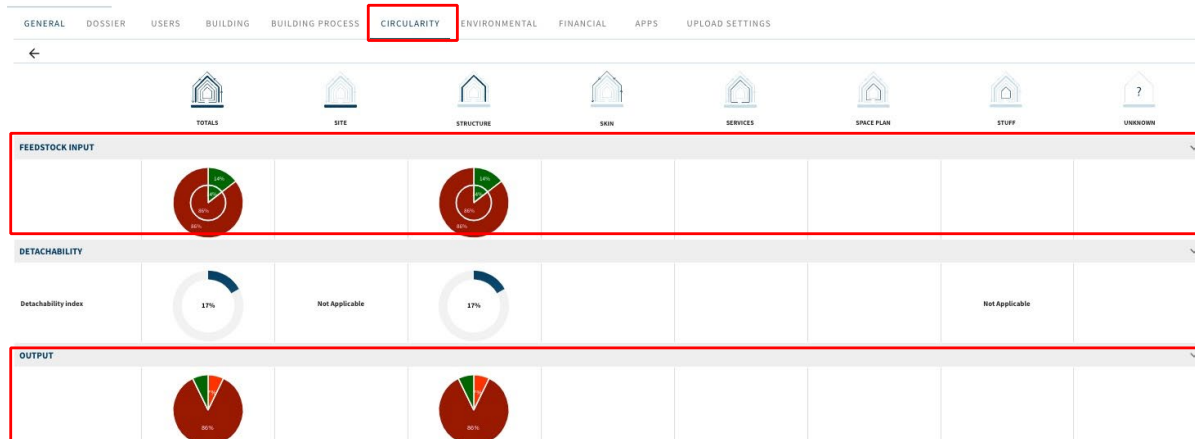 GENERAL DOSSIER USERS BUILDING BUILDING PROCESS CIRCULARITY ENVIRONMENTAL FINANCIAL APPS UPLOAD SETTINGS
?
TOTALS SITE STRUCTURE SKIN SERVICES SPACE PLAN STUFF UNKNOWN
FEEDSTOCK INPUT
14% 14%
86% 86%
86% 86%
DETACHABILITY
Detachability index 17% Not Applicable 17% Not Applicable
OUTPUT
86% 86%